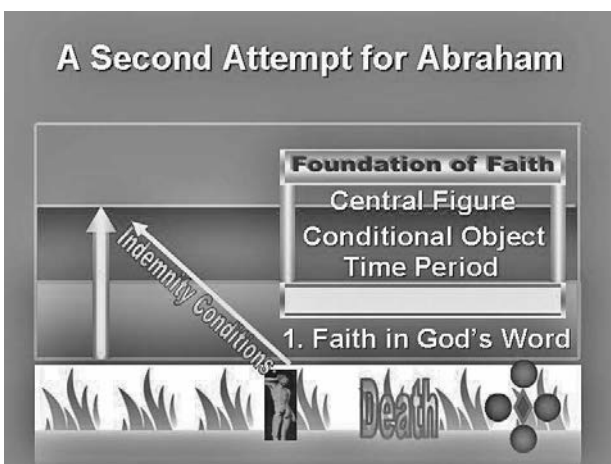 A Second Attempt for Abraham
Foundation of Faith
Central Figure
Conditional Object
Time Period
1. Faith in God's Word
Indemnity Conditions
Death